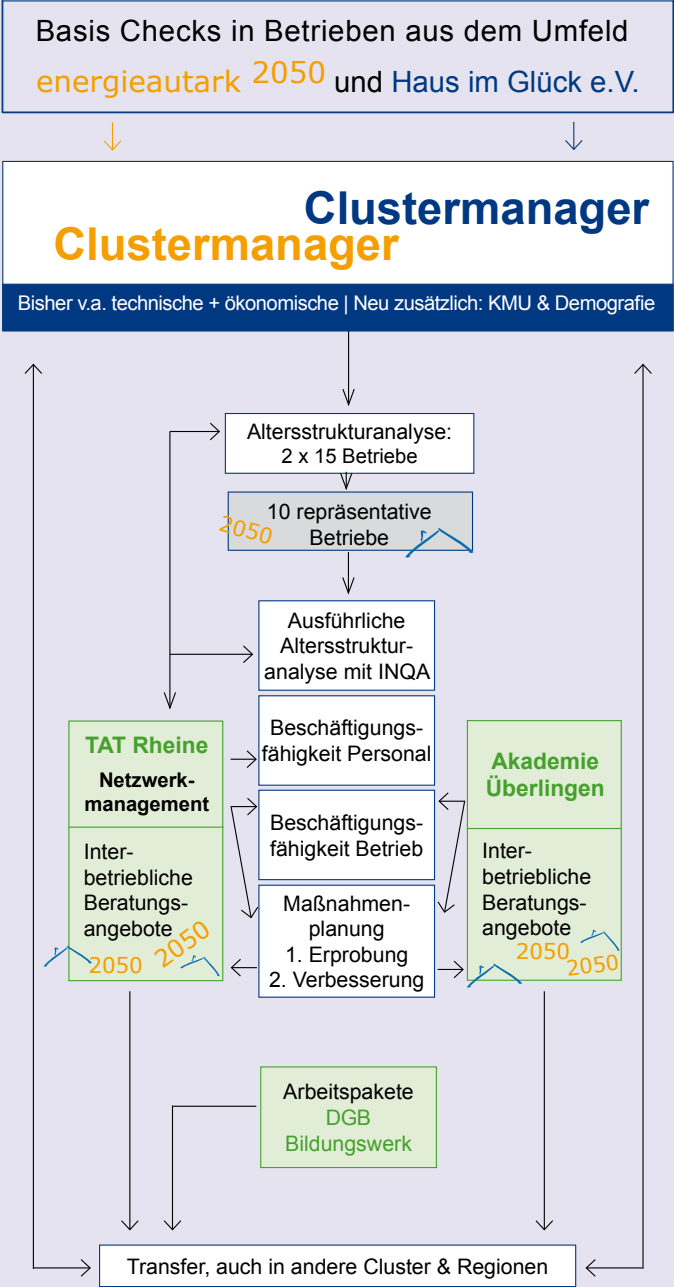 Basis Checks in Betrieben aus dem Umfeld
energieautark 2050 und Haus im Glück e.V.
Clustermanager
Clustermanager
Bisher v.a. technische + ökonomische | Neu zusätzlich: KMU & Demografie
Altersstrukturanalyse:
2 x 15 Betriebe
10 repräsentative
2050
Betriebe
Ausführliche
Altersstruktur-
analyse mit INQA
TAT Rheine
Netzwerk-
management
Inter-
betriebliche
Beratungs-
angebote
2050
2050
Beschäftigungs-
fähigkeit Personal
Beschäftigungs-
fähigkeit Betrieb
Maßnahmen-
planung
1. Erprobung
2. Verbesserung
Akademie
Überlingen
Inter-
betriebliche
Beratungs-
angebote
2050
2050
Arbeitspakete
DGB
Bildungswerk
Transfer, auch in andere Cluster & Regionen